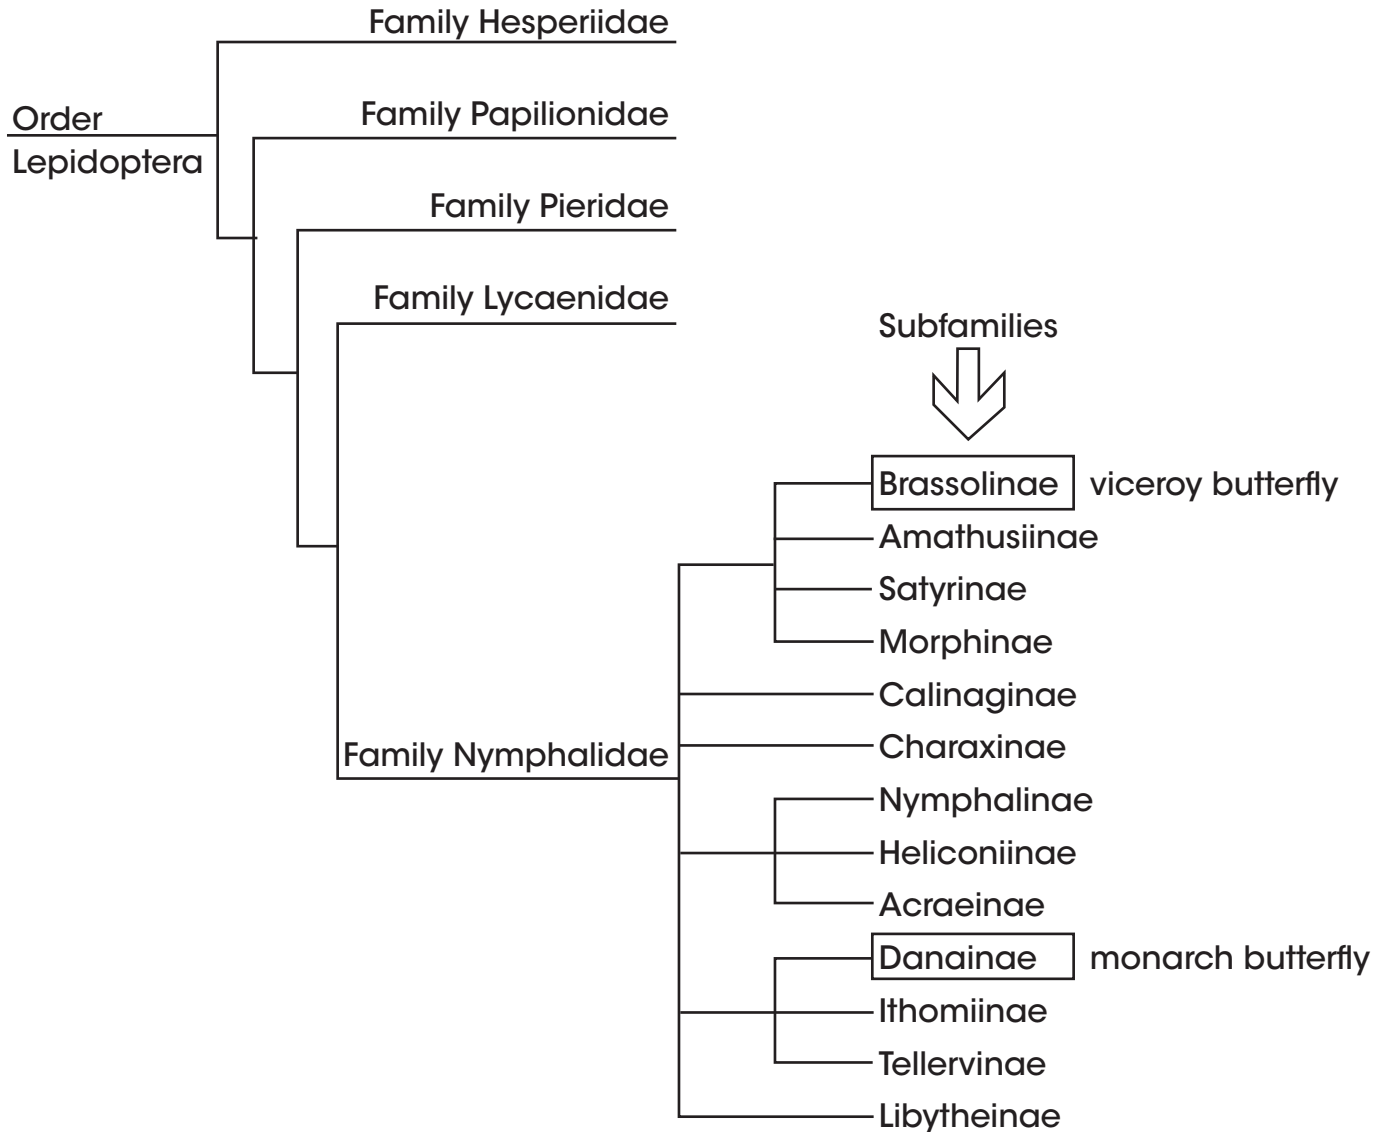 Family Hesperiidae
Order
Lepidoptera
Family Papilionidae
Family Pieridae
Family Lycaenidae
Subfamilies
Brassolinae viceroy butterfly
Amathusiinae
Satyrinae
Morphinae
Calinaginae
Charaxinae
Family Nymphalidae
Nymphalinae
Heliconiinae
Acraeinae
Danainae monarch butterfly
Ithomiinae
Tellervinae
Libytheinae